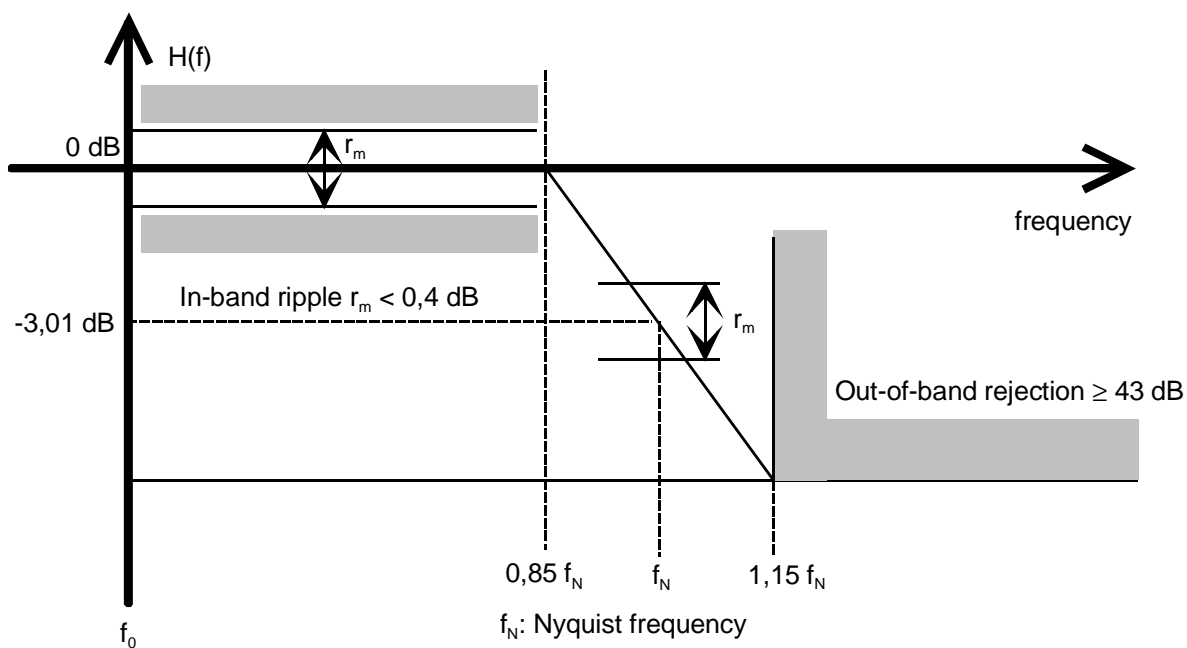 H(f)
0 dB
r_m
frequency
In-band ripple r_m < 0,4 dB
-3,01 dB
r_m
Out-of-band rejection ≥ 43 dB
0,85 f_N
f_N
1,15 f_N
f_N: Nyquist frequency
f_0